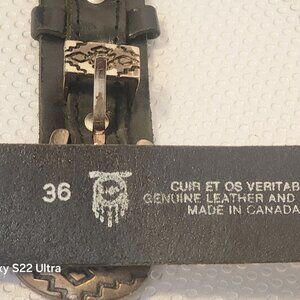 36
CUIR ET OS VERITAB
GENUINE LEATHER AND
MADE IN CANADA
xy S22 Ultra